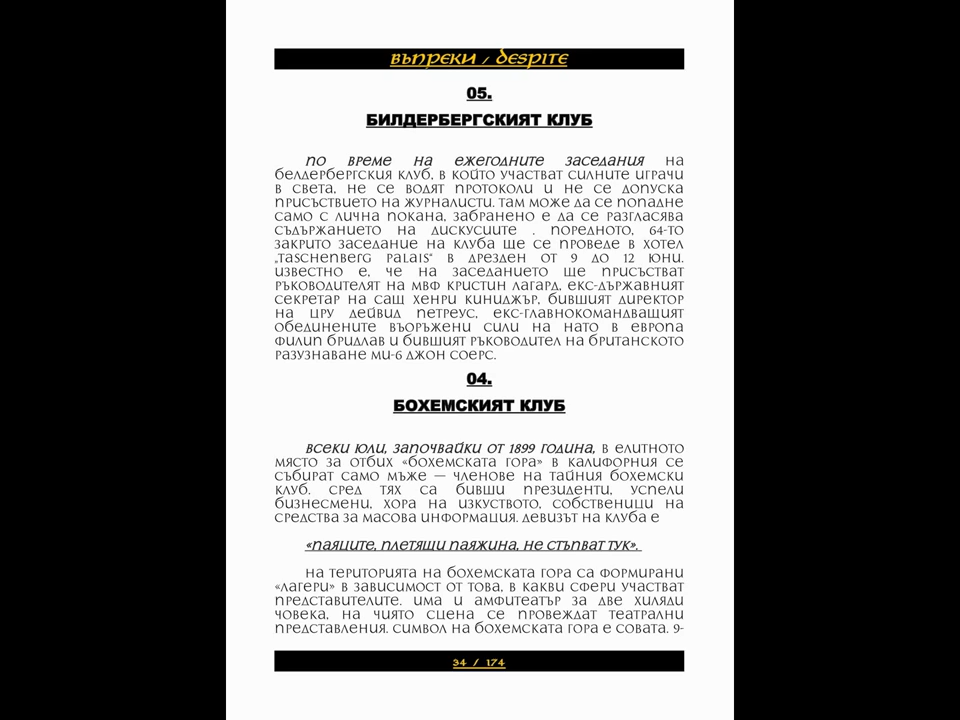 ВЪПРЕКИ / DESPITE
05.
БИЛДЕРБЕРГСКИЯТ КЛУБ
ПО ВРЕМЕ НА ЕЖЕГОДНИТЕ ЗАСЕДАНИЯ НА
БЕЛДЕРБЕРГСКИЯ КЛУБ, В КОЙТО УЧАСТВАТ СИЛНИТЕ ИГРАЧИ
В СВЕТА, НЕ СЕ ВОДЯТ ПРОТОКОЛИ И НЕ СЕ ДОПУСКА
ПРИСЪСТВИЕТО НА ЖУРНАЛИСТИ. ТАМ МОЖЕ ДА СЕ ПОПАДНЕ
САМО С ЛИЧНА ПОКАНА, ЗАБРАНЕНО Е ДА СЕ РАЗГЛАСЯВА
СЪДЪРЖАНИЕТО НА ДИСКУСИИТЕ . ПОРЕДНОТО, 64-ТО
ЗАКРИТО ЗАСЕДАНИЕ НА КЛУБА ЩЕ СЕ ПРОВЕДЕ В ХОТЕЛ
„TASCHENBERG PALAIS“ В ДРЕЗДЕН ОТ 9 ДО 12 ЮНИ.
ИЗВЕСТНО Е, ЧЕ НА ЗАСЕДАНИЕТО ЩЕ ПРИСЪСТВАТ
РЪКОВОДИТЕЛЯТ НА МВФ КРИСТИН ЛАГАРД, ЕКС-ДЪРЖАВНИЯТ
СЕКРЕТАР НА САЩ ХЕНРИ КИНИДЖЪР, БИВШИЯТ ДИРЕКТОР
НА ЦРУ ДЕЙВИД ПЕТРЕУС, ЕКС-ГЛАВНОКОМАНДВАЩИЯТ
ОБЕДИНЕНИТЕ ВЪОРЪЖЕНИ СИЛИ НА НАТО В ЕВРОПА
ФИЛИП БРИДЛАВ И БИВШИЯТ РЪКОВОДИТЕЛ НА БРИТАНСКОТО
РАЗУЗНАВАНЕ МИ-6 ДЖОН СОЕРС.
04.
БОХЕМСКИЯТ КЛУБ
ВСЕКИ ЮЛИ, ЗАПОЧВАЙКИ ОТ 1899 ГОДИНА, В ЕЛИТНОТО
МЯСТО ЗА ОТБИХ «БОХЕМСКАТА ГОРА» В КАЛИФОРНИЯ СЕ
СЪБИРАТ САМО МЪЖЕ — ЧЛЕНОВЕ НА ТАЙНИЯ БОХЕМСКИ
КЛУБ. СРЕД ТЯХ СА БИВШИ ПРЕЗИДЕНТИ, УСПЕЛИ
БИЗНЕСМЕНИ, ХОРА НА ИЗКУСТВОТО, СОБСТВЕНИЦИ НА
СРЕДСТВА ЗА МАСОВА ИНФОРМАЦИЯ. ДЕВИЗЪТ НА КЛУБА Е
«ПАЯЦИТЕ, ПЛЕТЯЩИ ПАЯЖИНА, НЕ СТЪПВАТ ТУК».
НА ТЕРИТОРИЯТА НА БОХЕМСКАТА ГОРА СА ФОРМИРАНИ
«ЛАГЕРИ» В ЗАВИСИМОСТ ОТ ТОВА, В КАКВИ СФЕРИ УЧАСТВАТ
ПРЕДСТАВИТЕЛИТЕ. ИМА И АМФИТЕАТЪР ЗА ДВЕ ХИЛЯДИ
ЧОВЕКА, НА ЧИЯТО СЦЕНА СЕ ПРОВЕЖДАТ ТЕАТРАЛНИ
ПРЕДСТАВЛЕНИЯ. СИМВОЛ НА БОХЕМСКАТА ГОРА Е СОВАТА. 9-
34 / 174